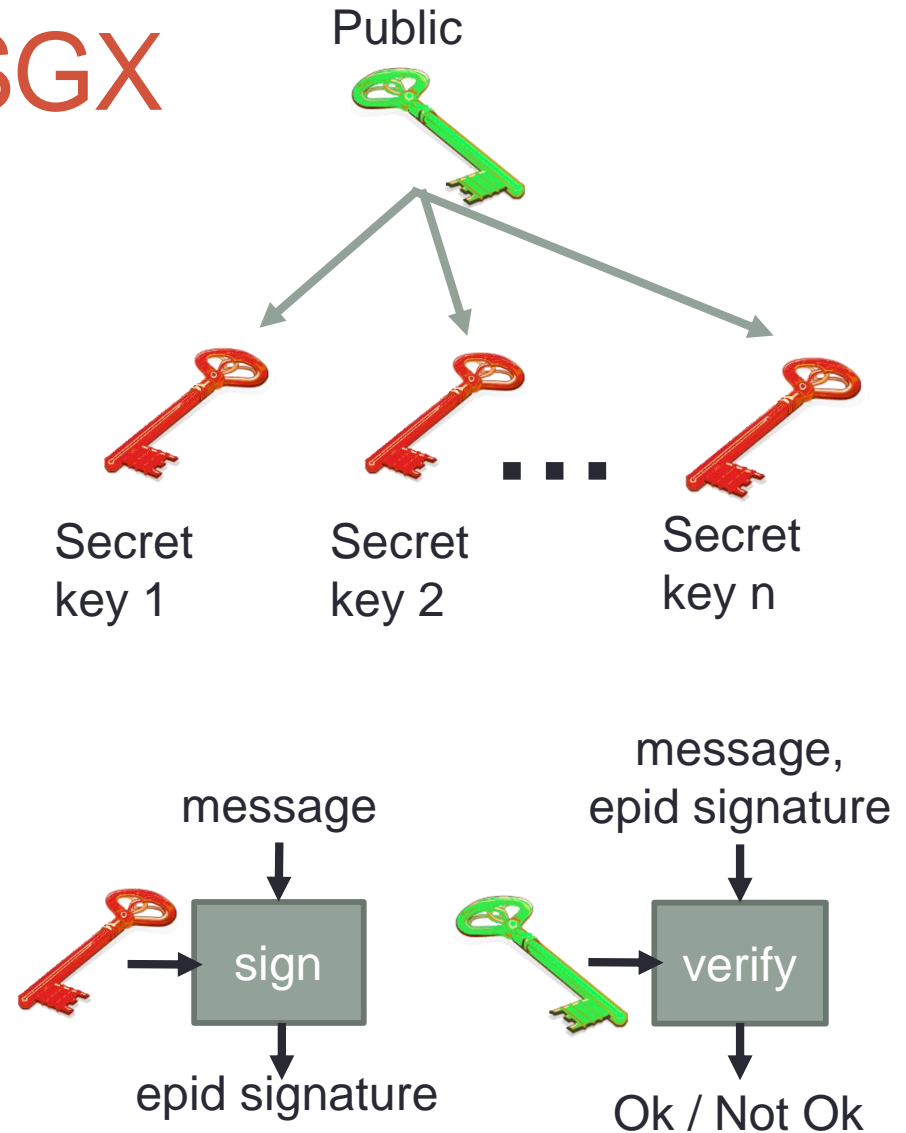 SGX
Public
Secret
key 1
Secret
key 2
...
Secret
key n
message
sign
epid signature
message,
epid signature
verify
Ok / Not Ok